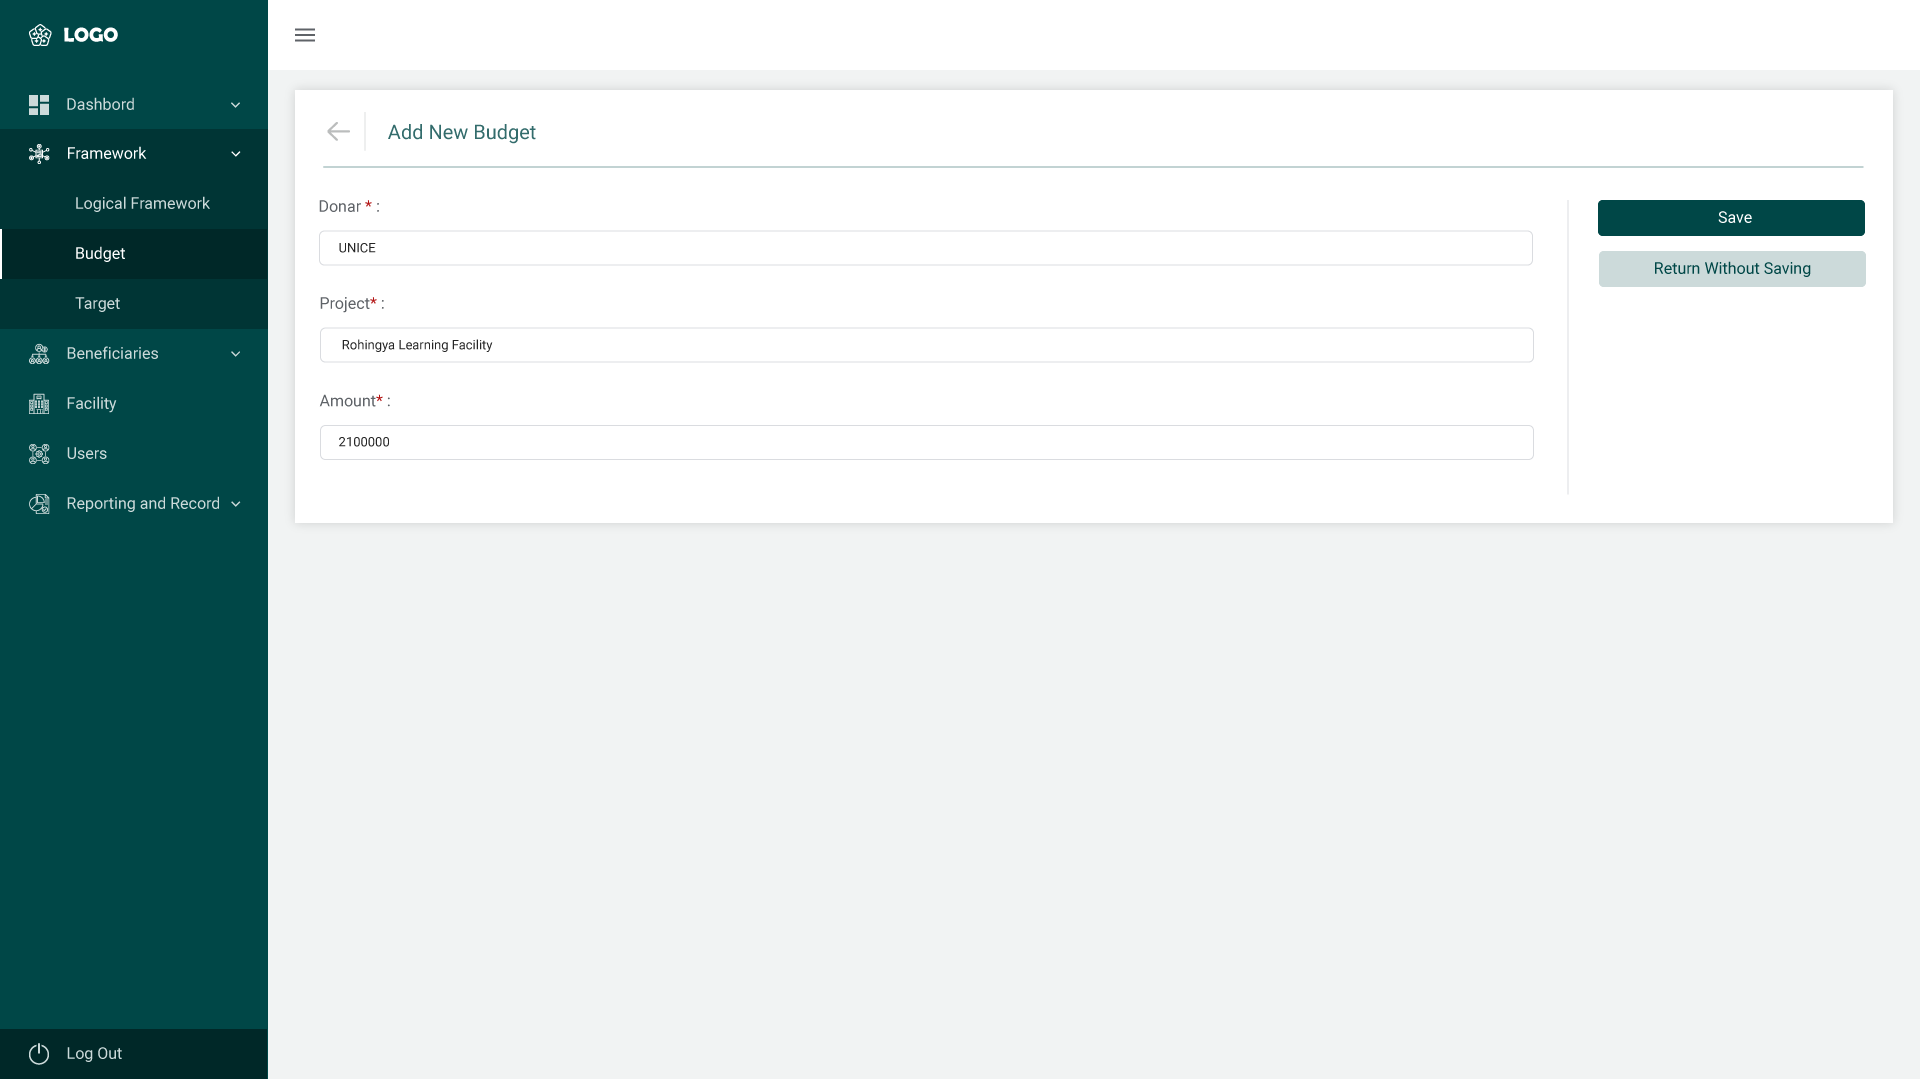 LOGO
Dashbord
Framework
Logical Framework
Budget
Target
Beneficiaries
Facility
Users
Reporting and Record
Log Out
Add New Budget
Donar * :
UNICE
Project* :
Rohingya Learning Facility
Amount* :
2100000
Save
Return Without Saving